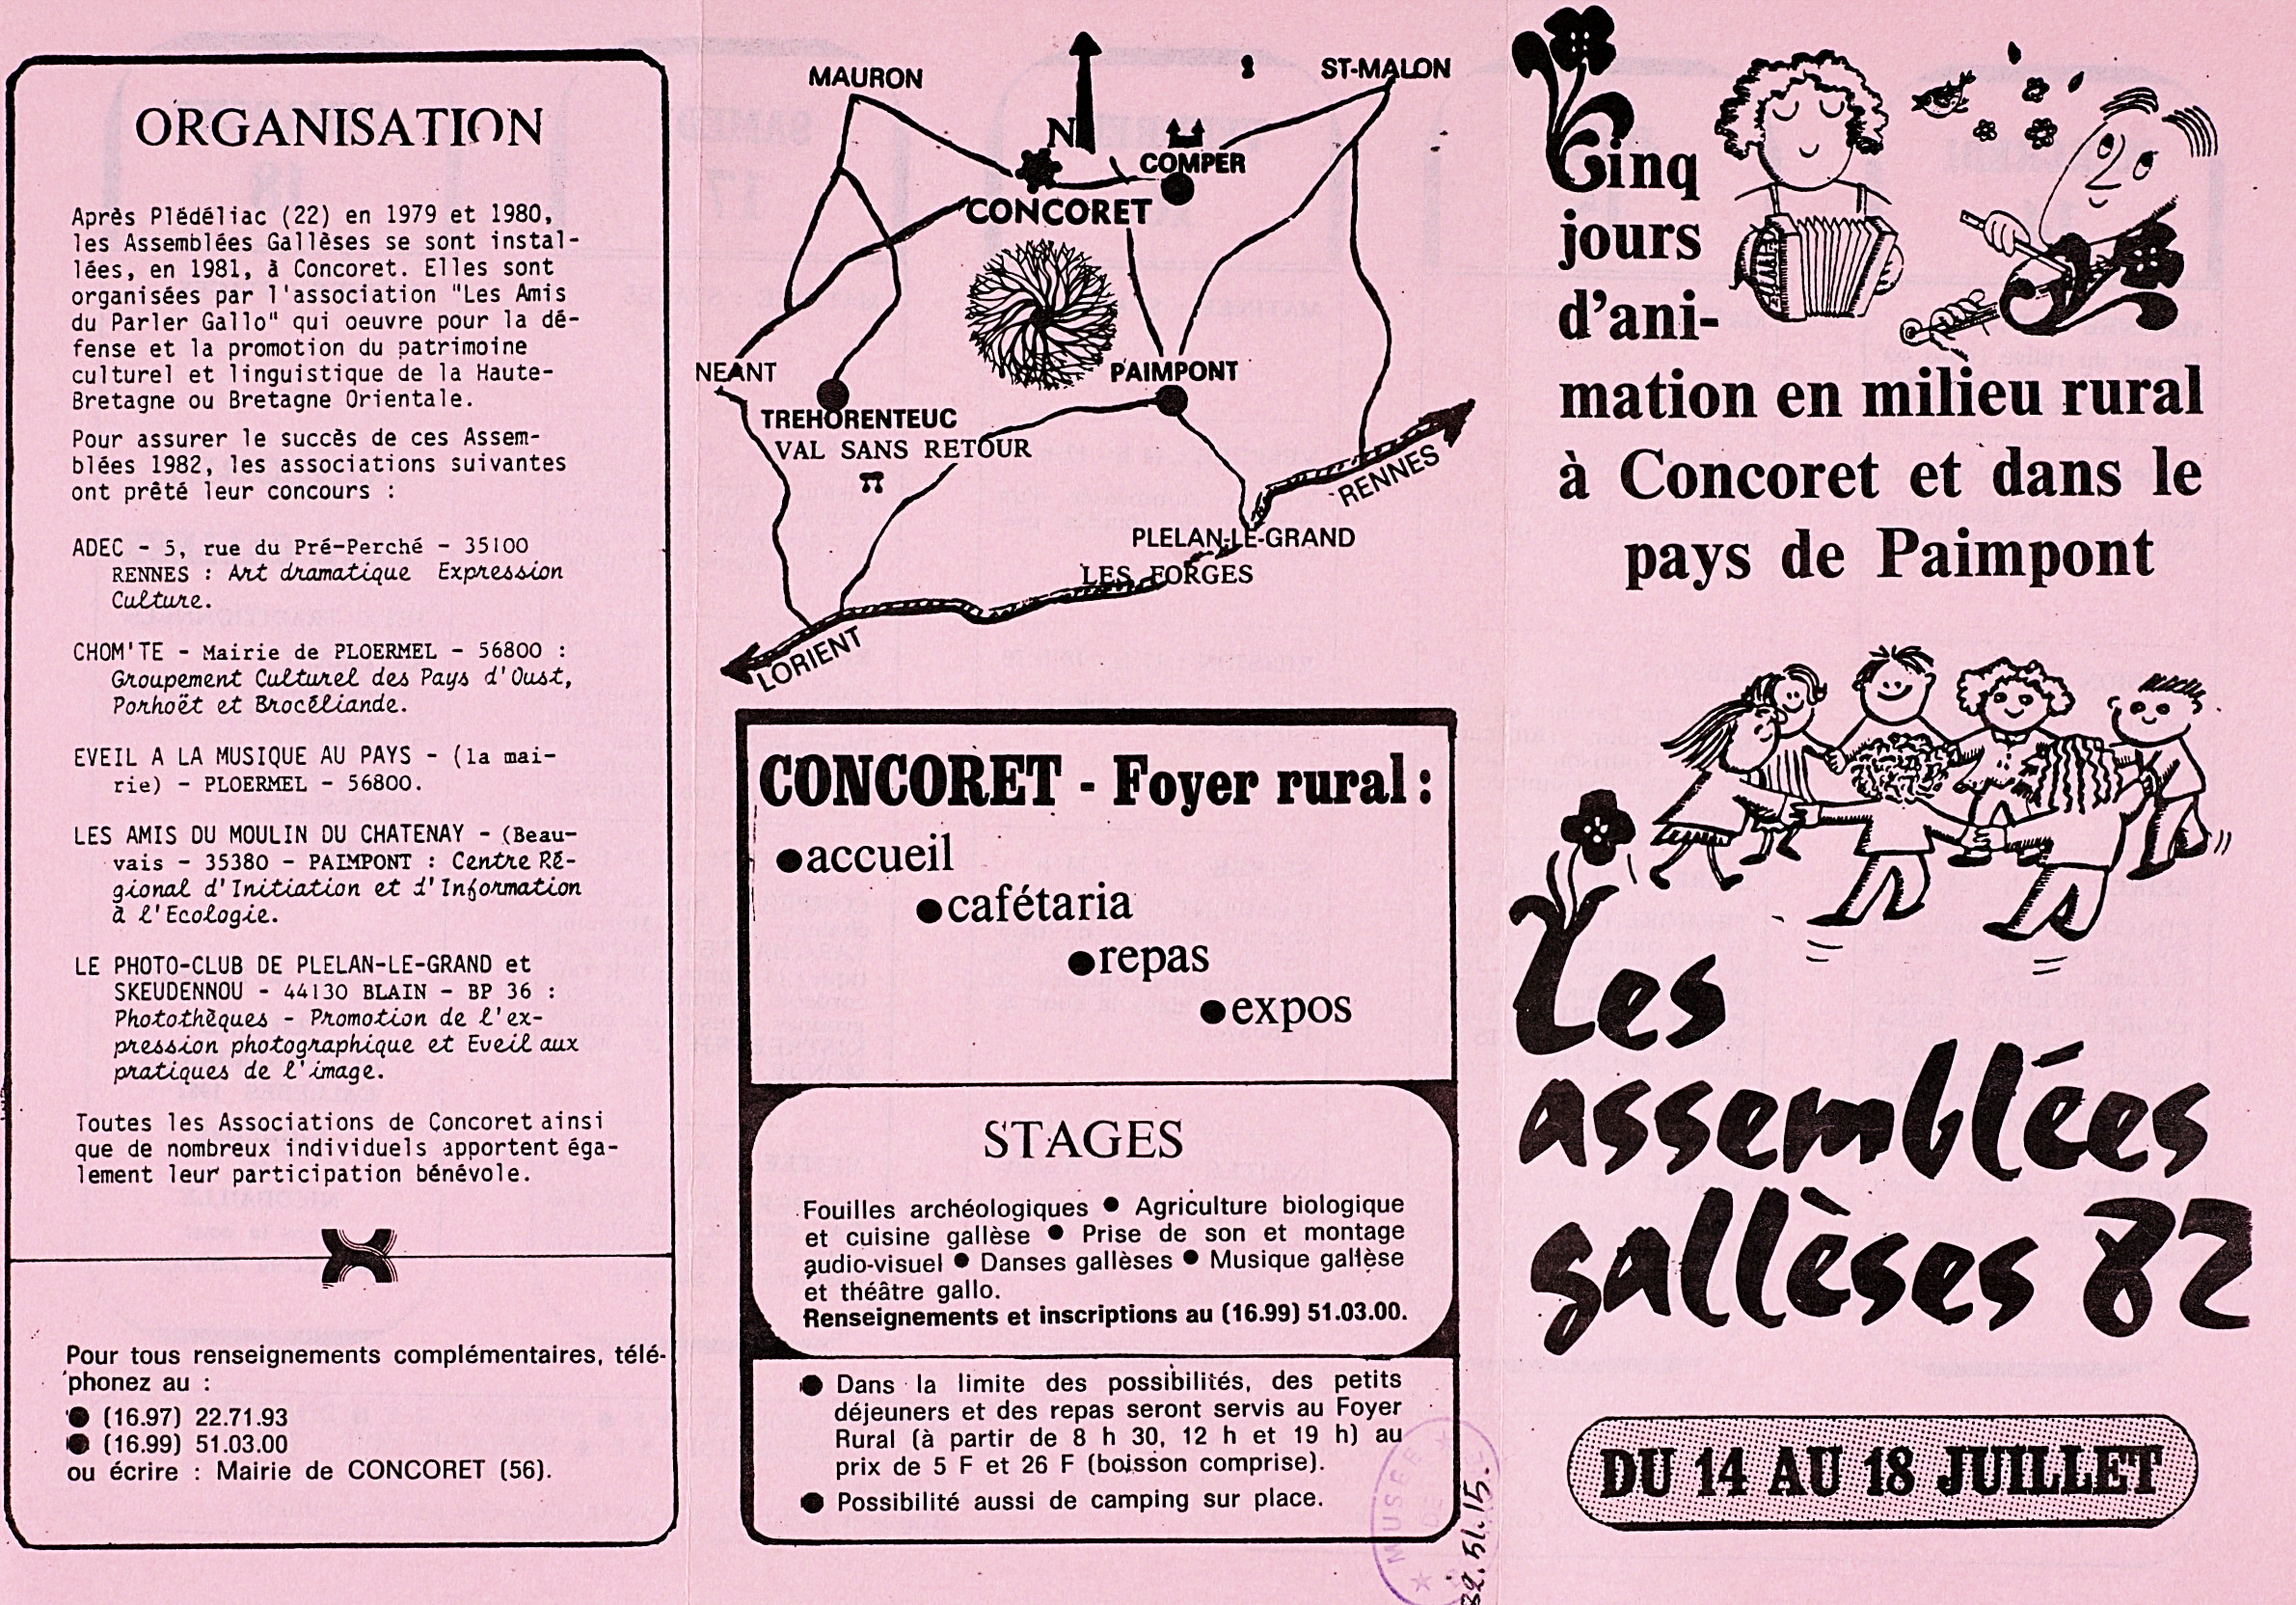 ORGANISATION
Après Plédéliac (22) en 1979 et 1980,
les Assemblées Gallèses se sont instal-
lées, en 1981, à Concoret. Elles sont
organisées par l'association "Les Amis
du Parler Gallo" qui oeuvre pour la dé-
fense et la promotion du patrimoine
culturel et linguistique de la Haute-
Bretagne ou Bretagne Orientale.
Pour assurer le succès de ces Assem-
blées 1982, les associations suivantes
ont prêté leur concours :
ADEC - 5, rue du Pré-Perché - 35100
RENNES : Art dramatique Expression
Culture.
CHOM'TE - Mairie de PLOERMEL - 56800 :
Groupement Culturel des Pays d'Oust,
Porhoët et Brocéliande.
EVEIL A LA MUSIQUE AU PAYS - (la mai-
rie) - PLOERMEL - 56800.
LES AMIS DU MOULIN DU CHATENAY - (Beau-
vais - 35380 - PAIMPONT : Centre Ré-
gional d'Initiation et d'Information
à l'Ecologie.
LE PHOTO-CLUB DE PLELAN-LE-GRAND et
SKEUDENNOU - 44130 BLAIN - BP 36 :
Photothèques - Promotion de l'ex-
pression photographique et Eveil aux
pratiques de l'image.
Toutes les Associations de Concoret ainsi
que de nombreux individuels apportent éga-
lement leur participation bénévole.
Pour tous renseignements complémentaires, télé-
phonez au :
● (16.97) 22.71.93
● (16.99) 51.03.00
ou écrire : Mairie de CONCORET (56).
MAURON
ST-MALON
N
COMPER
CONCORET
NEANT
PAIMPONT
TREHORENTEUC
VAL SANS RETOUR
RENNES
PLELAN-LE-GRAND
LES FORGES
LORIENT
CONCORET - Foyer rural :
●accueil
●cafétaria
●repas
●expos
STAGES
Fouilles archéologiques ● Agriculture biologique
et cuisine gallèse ● Prise de son et montage
audio-visuel ● Danses gallèses ● Musique gallèse
et théâtre gallo.
Renseignements et inscriptions au (16.99) 51.03.00.
● Dans la limite des possibilités, des petits
déjeuners et des repas seront servis au Foyer
Rural (à partir de 8 h 30, 12 h et 19 h) au
prix de 5 F et 26 F (boisson comprise).
● Possibilité aussi de camping sur place.
MUSEE
82.51.15.
Cinq
jours
d'ani-
mation en milieu rural
à Concoret et dans le
pays de Paimpont
Les
assemblées
gallèses 82
DU 14 AU 18 JUILLET